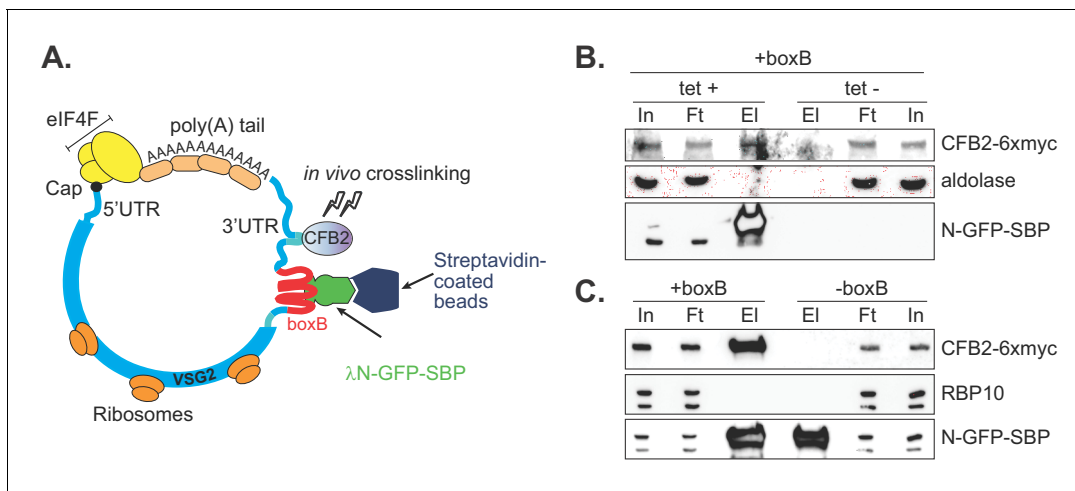 A.
eIF4F
poly(A) tail
AAAAAAAAAAAAAA
in vivo crosslinking
Cap
5'UTR
3'UTR
CFB2
Streptavidin-
coated
beads
boxB
λN-GFP-SBP
VSG2
Ribosomes
B.
+boxB
tet + tet -
In Ft El El Ft In
CFB2-6xmyc
aldolase
N-GFP-SBP
C.
+boxB -boxB
In Ft El El Ft In
CFB2-6xmyc
RBP10
N-GFP-SBP